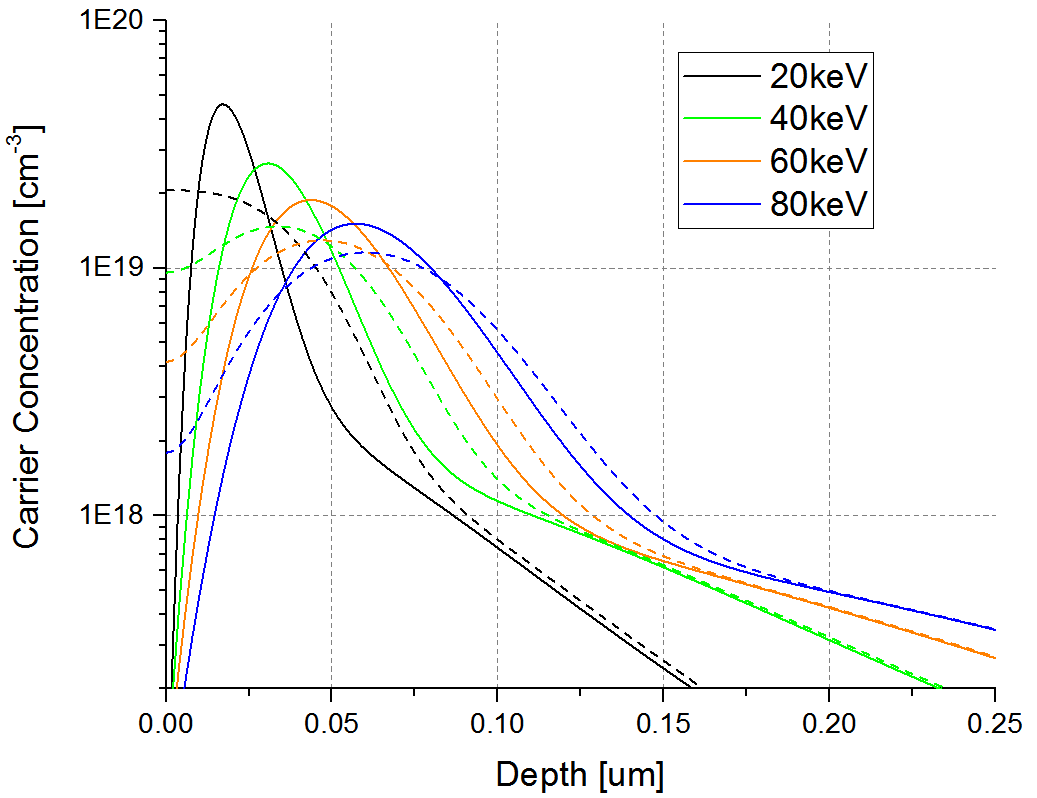 1E20
20keV
40keV
60keV
80keV
Carrier Concentration [cm-3]
1E19
1E18
0.00 0.05 0.10 0.15 0.20 0.25
Depth [um]